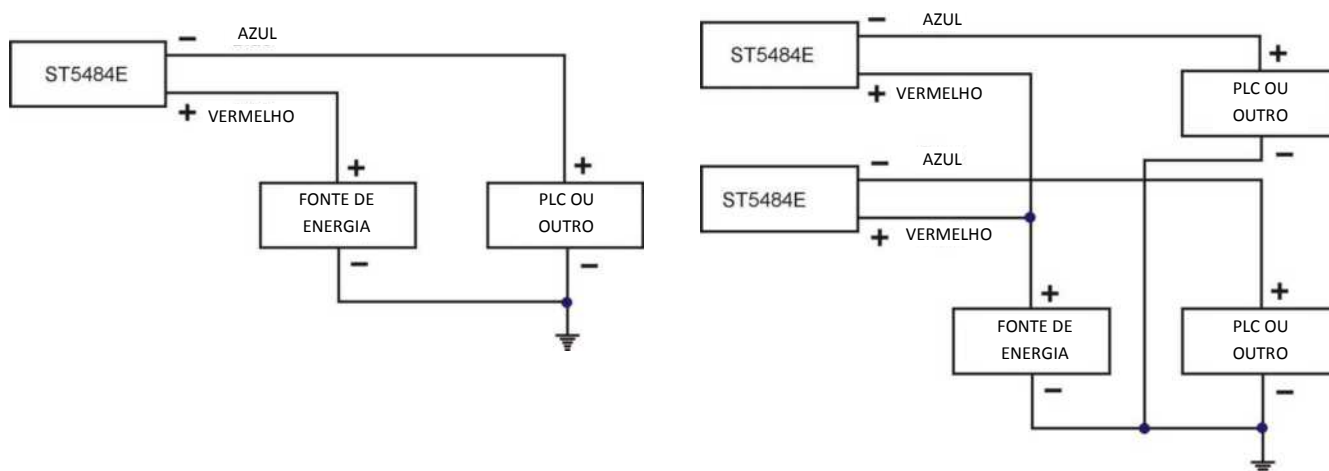 AZUL
ST5484E
VERMELHO
FONTE DE
ENERGIA
PLC OU
OUTRO
AZUL
ST5484E
VERMELHO
PLC OU
OUTRO
AZUL
ST5484E
VERMELHO
FONTE DE
ENERGIA
PLC OU
OUTRO